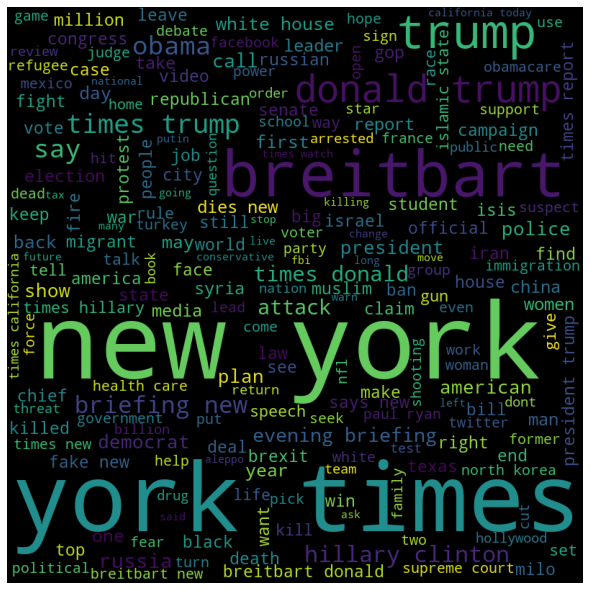 game
million
leave
debate
white house
hope
sign
california today
use
review
congress
obama
facebook
leader
power
trump
refugee
judge
take
call
russian
gop
open
race
islamic state
obamacare
times report
case
video
mexico
national
day
home
order
donald trump
fight
republican
senate
star
support
vote
putin
times trump
school
way
report
arrested
france
campaign
public
need
say
protest
people
job
first
question
times watch
breitbart
hit
going
election
city
killing
student
isis
suspect
dead
tax
fire
dies new
big
keep
many
war
rule
still
stop
israel
official
police
back
migrant
turkey
may
world
voter
change
president
iran
find
future
talk
live
fbi
party
move
tell
book
conservative
long
group
immigration
america
face
syria
times donald
muslim
house
china
show
state
nation
warn
ban
gun
even
women
times california
force
times hillary
media
lead
attack
claim
give
president trump
new york
come
law
nfl
shooting
work
woman
plan
see
health care
return
make
american
chief
briefing new
says new
paul ryan
left
dont
threat
government
put
speech
seek
twitter
bill
man
killed
billion
evening briefing
test
former
times new
democrat
deal
brexit
white
right
end
fake new
aleppo
year
texas
north korea
help
team
family
york times
drug
life
pick
win
cut
said
want
ask
hollywood
one
fear
black
kill
two
set
top
russia
turn
death
hillary clinton
political
breitbart new
breitbart donald
supreme court
milo